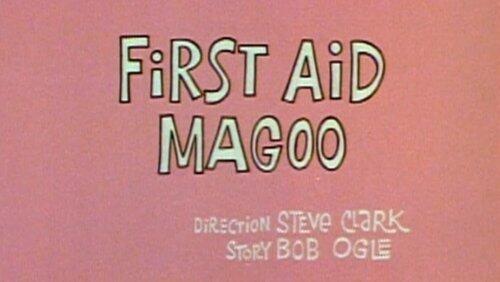 FiRST AiD
MAGOO
DiRECTiON STEVE CLARK
STORY BOB OGLE